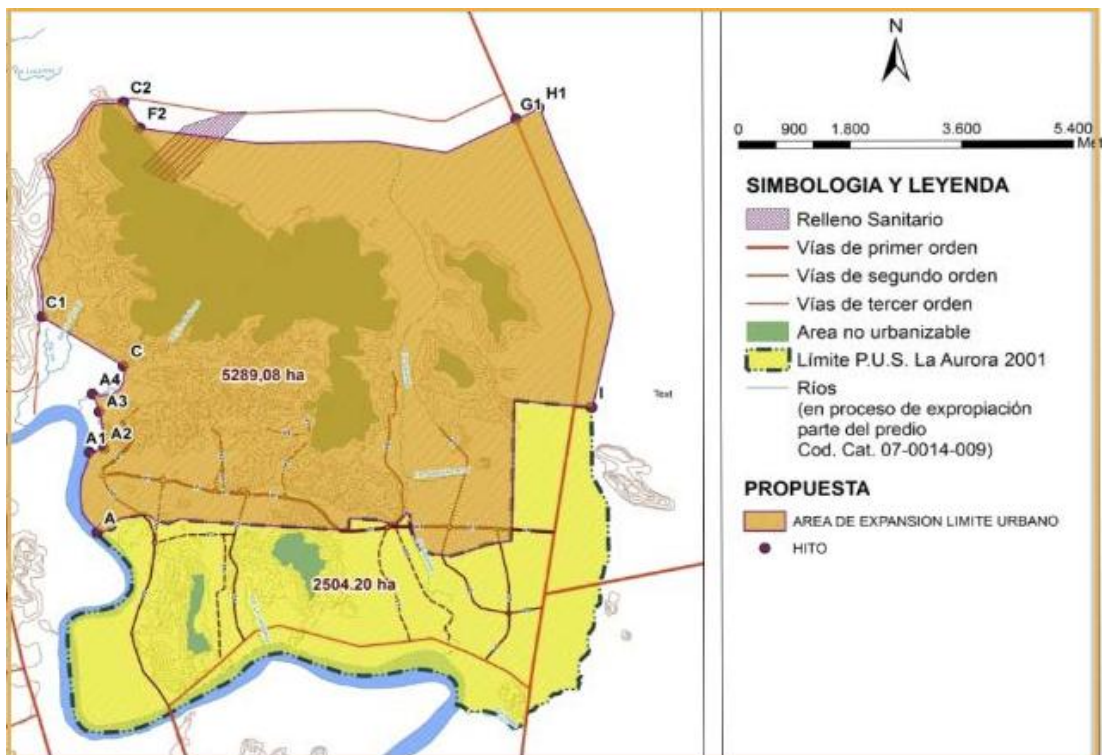 C2
F2
G1
H1
C1
C
A4
A3
A2
A1
A
I
5289,08 ha
2504.20 ha
Text
N
0 900 1.800 3.600 5.400
Met
SIMBOLOGIA Y LEYENDA
Relleno Sanitario
Vías de primer orden
Vías de segundo orden
Vías de tercer orden
Area no urbanizable
Límite P.U.S. La Aurora 2001
Ríos
(en proceso de expropiación
parte del predio
Cod. Cat. 07-0014-009)
PROPUESTA
AREA DE EXPANSION LIMITE URBANO
HITO